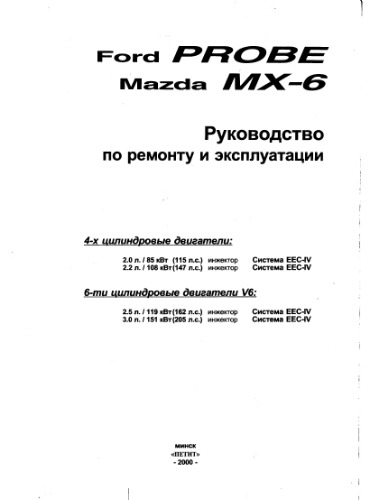 Ford PROBE
Mazda MX-6
Руководство
по ремонту и эксплуатации
4-х цилиндровые двигатели:
2.0 л. / 85 кВт (115 л.с.) инжектор Система EEC-IV
2.2 л. / 108 кВт (147 л.с.) инжектор Система EEC-IV
6-ти цилиндровые двигатели V6:
2.5 л. / 119 кВт (162 л.с.) инжектор Система EEC-IV
3.0 л. / 151 кВт (205 л.с.) инжектор Система EEC-IV
МИНСК
«ПЕТИТ»
- 2000 -